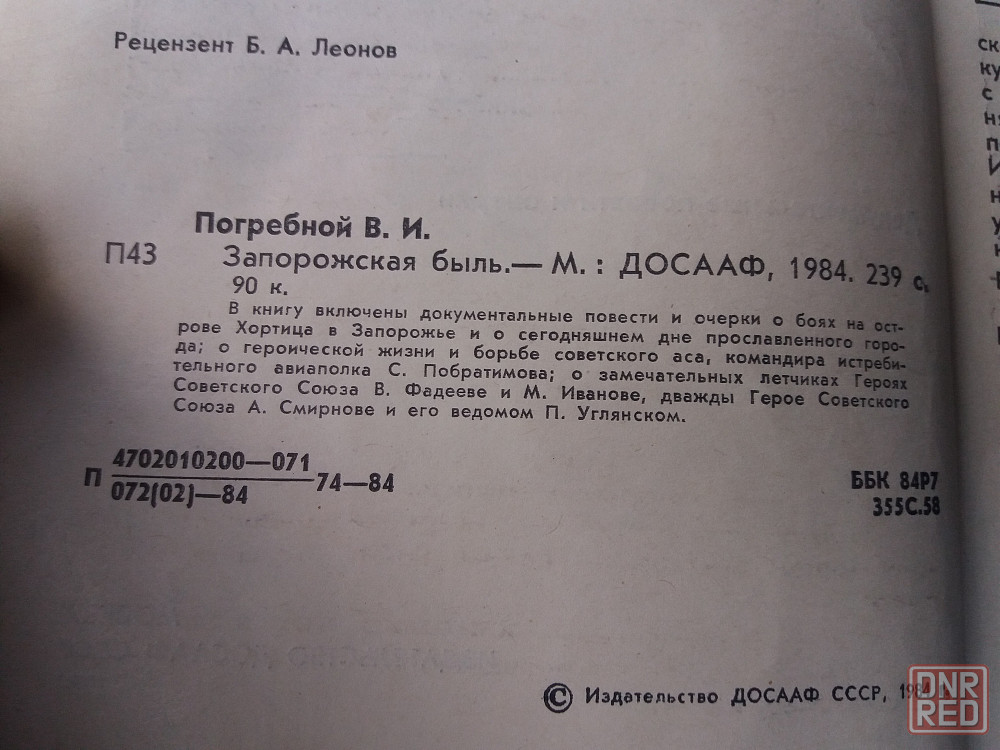 Рецензент Б. А. Леонов
Погребной В. И.
П43 Запорожская быль.— М. : ДОСААФ, 1984. 239 с.
90 к.
В книгу включены документальные повести и очерки о боях на ост-
рове Хортица в Запорожье и о сегодняшнем дне прославленного горо-
да; о героической жизни и борьбе советского аса, командира истреби-
тельного авиаполка С. Побратимова; о замечательных летчиках Героях
Советского Союза В. Фадееве и М. Иванове, дважды Герое Советского
Союза А. Смирнове и его ведомом П. Углянском.
П 4702010200—071
072(02)—84
74—84
ББК 84Р7
355С.58
© Издательство ДОСААФ СССР,
DNR
RED
ск
ку
с